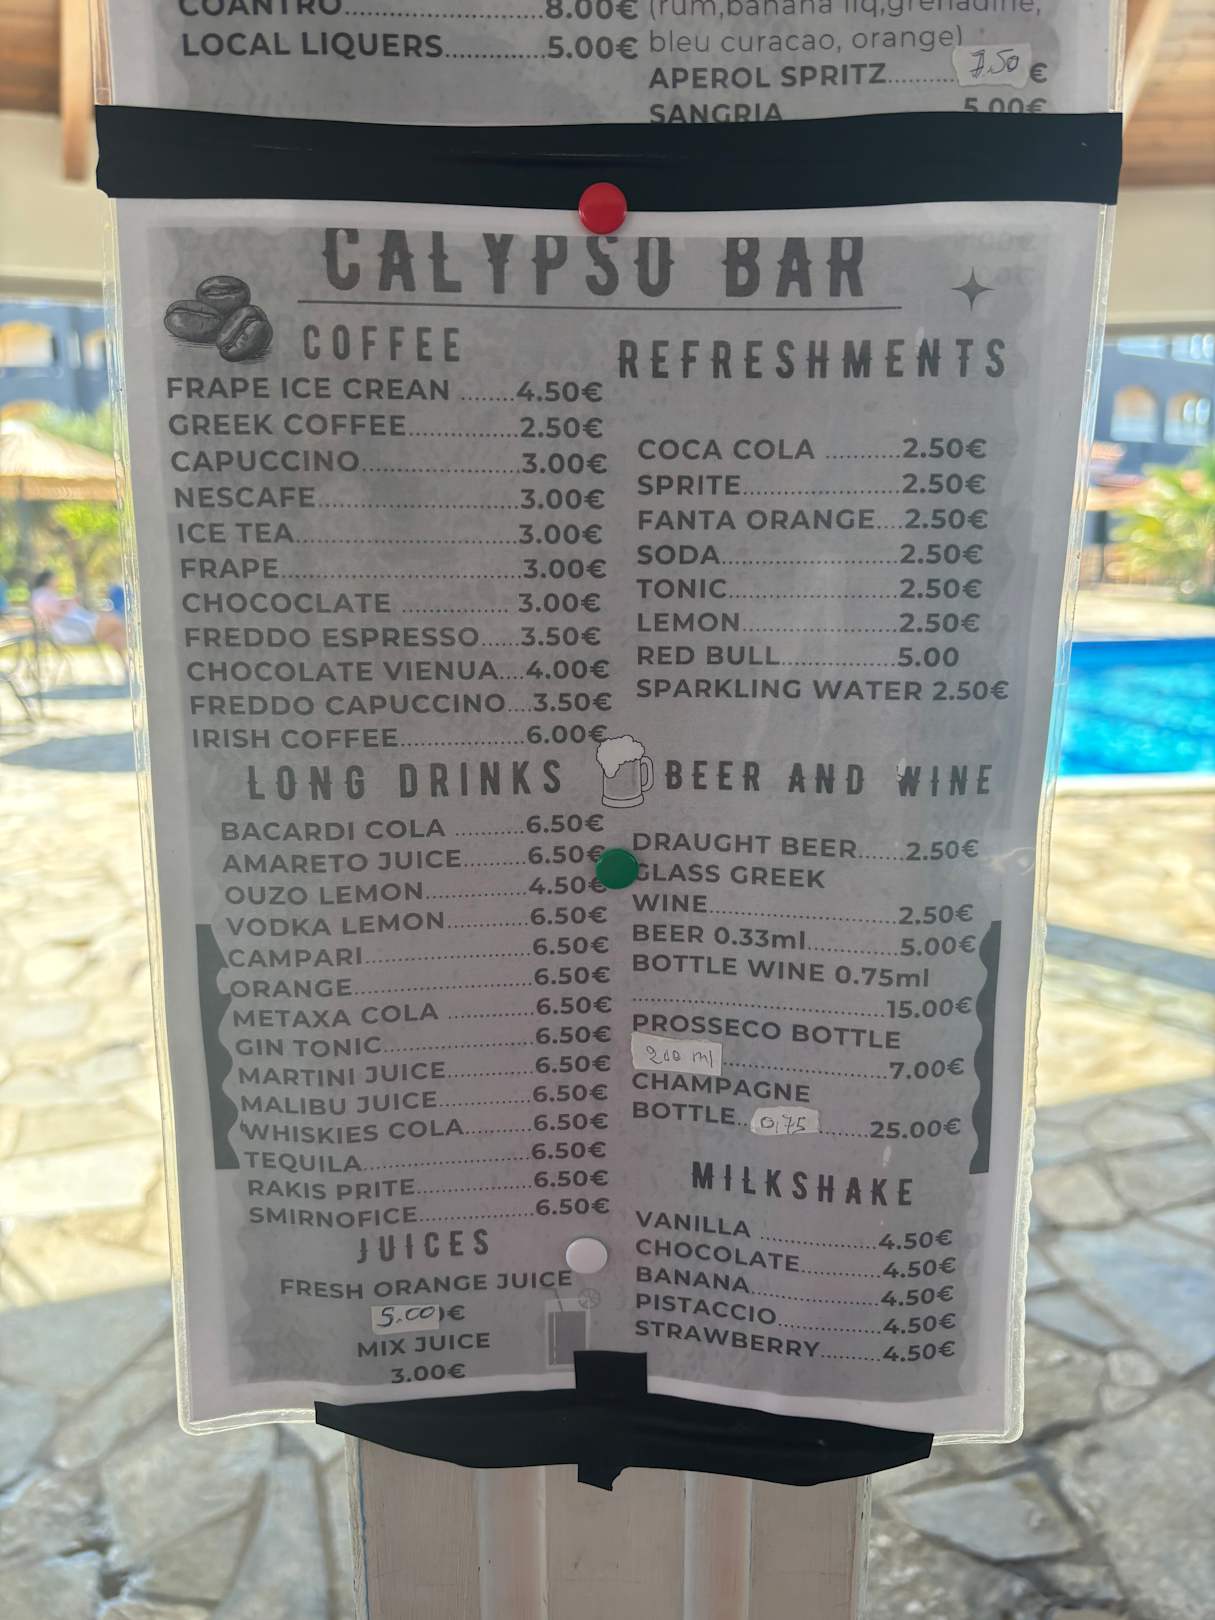 COANTRO....................8.00€
LOCAL LIQUERS.............5.00€
(rum,banana liq,grenadine,
bleu curacao, orange)
APEROL SPRITZ.......... 7.50 €
SANGRIA 5.00€
CALYPSO BAR
COFFEE
FRAPE ICE CREAN ........4.50€
GREEK COFFEE................2.50€
CAPUCCINO.......................3.00€
NESCAFE.............................3.00€
ICE TEA................................3.00€
FRAPE..................................3.00€
CHOCOCLATE ................ 3.00€
FREDDO ESPRESSO.....3.50€
CHOCOLATE VIENUA....4.00€
FREDDO CAPUCCINO....3.50€
IRISH COFFEE..................6.00€
REFRESHMENTS
COCA COLA ...........2.50€
SPRITE.......................2.50€
FANTA ORANGE....2.50€
SODA..........................2.50€
TONIC.........................2.50€
LEMON.......................2.50€
RED BULL.................5.00
SPARKLING WATER 2.50€
LONG DRINKS
BACARDI COLA ..........6.50€
AMARETO JUICE.........6.50€
OUZO LEMON...............4.50€
VODKA LEMON............6.50€
CAMPARI........................6.50€
ORANGE.........................6.50€
METAXA COLA ............6.50€
GIN TONIC.....................6.50€
MARTINI JUICE............6.50€
MALIBU JUICE.............6.50€
WHISKIES COLA..........6.50€
TEQUILA.........................6.50€
RAKIS PRITE.................6.50€
SMIRNOFICE.................6.50€
BEER AND WINE
DRAUGHT BEER......2.50€
GLASS GREEK
WINE...........................2.50€
BEER 0.33ml.............5.00€
BOTTLE WINE 0.75ml
.....................................15.00€
PROSSECO BOTTLE
200 ml .......................7.00€
CHAMPAGNE
BOTTLE.. 0,75 .......25.00€
JUICES
FRESH ORANGE JUICE
5.00 €
MIX JUICE
3.00€
MILKSHAKE
VANILLA .................4.50€
CHOCOLATE............4.50€
BANANA...................4.50€
PISTACCIO...............4.50€
STRAWBERRY.........4.50€